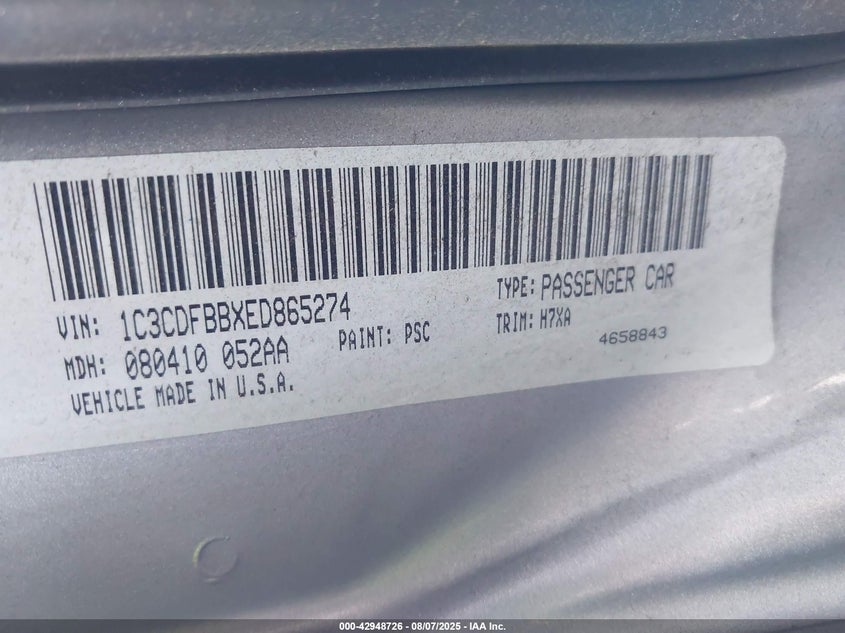 VIN: 1C3CDFBBXED865274
TYPE: PASSENGER CAR
MDH: 080410 052AA
PAINT: PSC
TRIM: H7XA
4658843
VEHICLE MADE IN U.S.A.
000-42948726 - 08/07/2025 - IAA Inc.